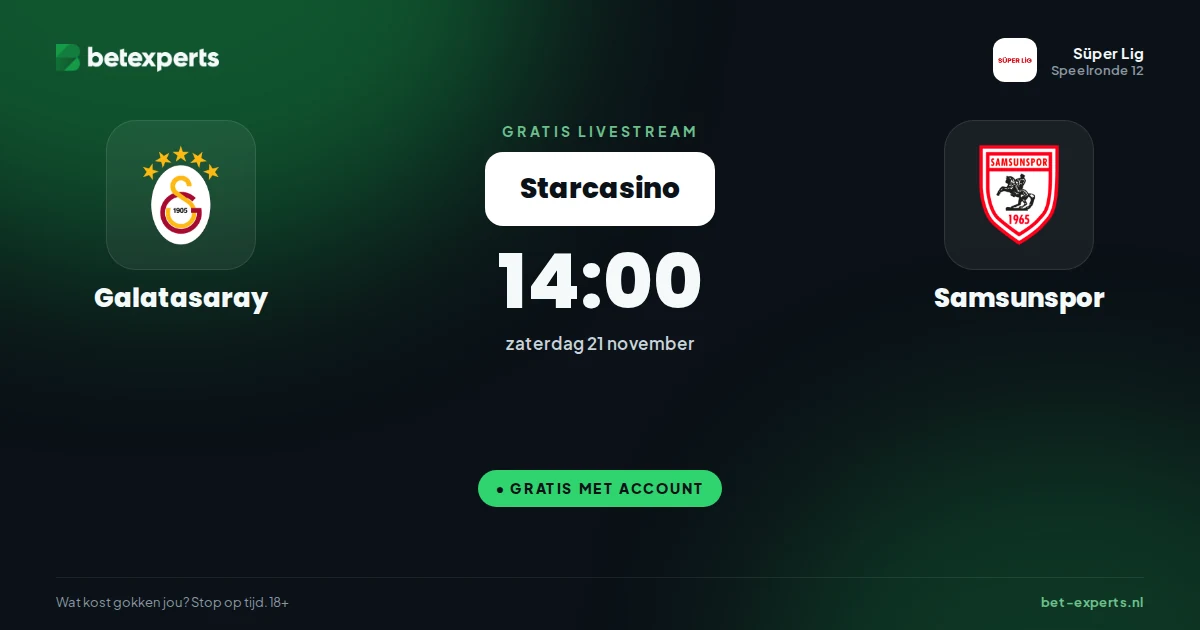 betexperts
SÜPER LİG
Süper Lig
Speelronde 12
GRATIS LIVESTREAM
Starcasino
1905
SAMSUNSPOR
1965
14:00
Galatasaray
Samsunspor
zaterdag 21 november
• GRATIS MET ACCOUNT
Wat kost gokken jou? Stop op tijd. 18+
bet-experts.nl